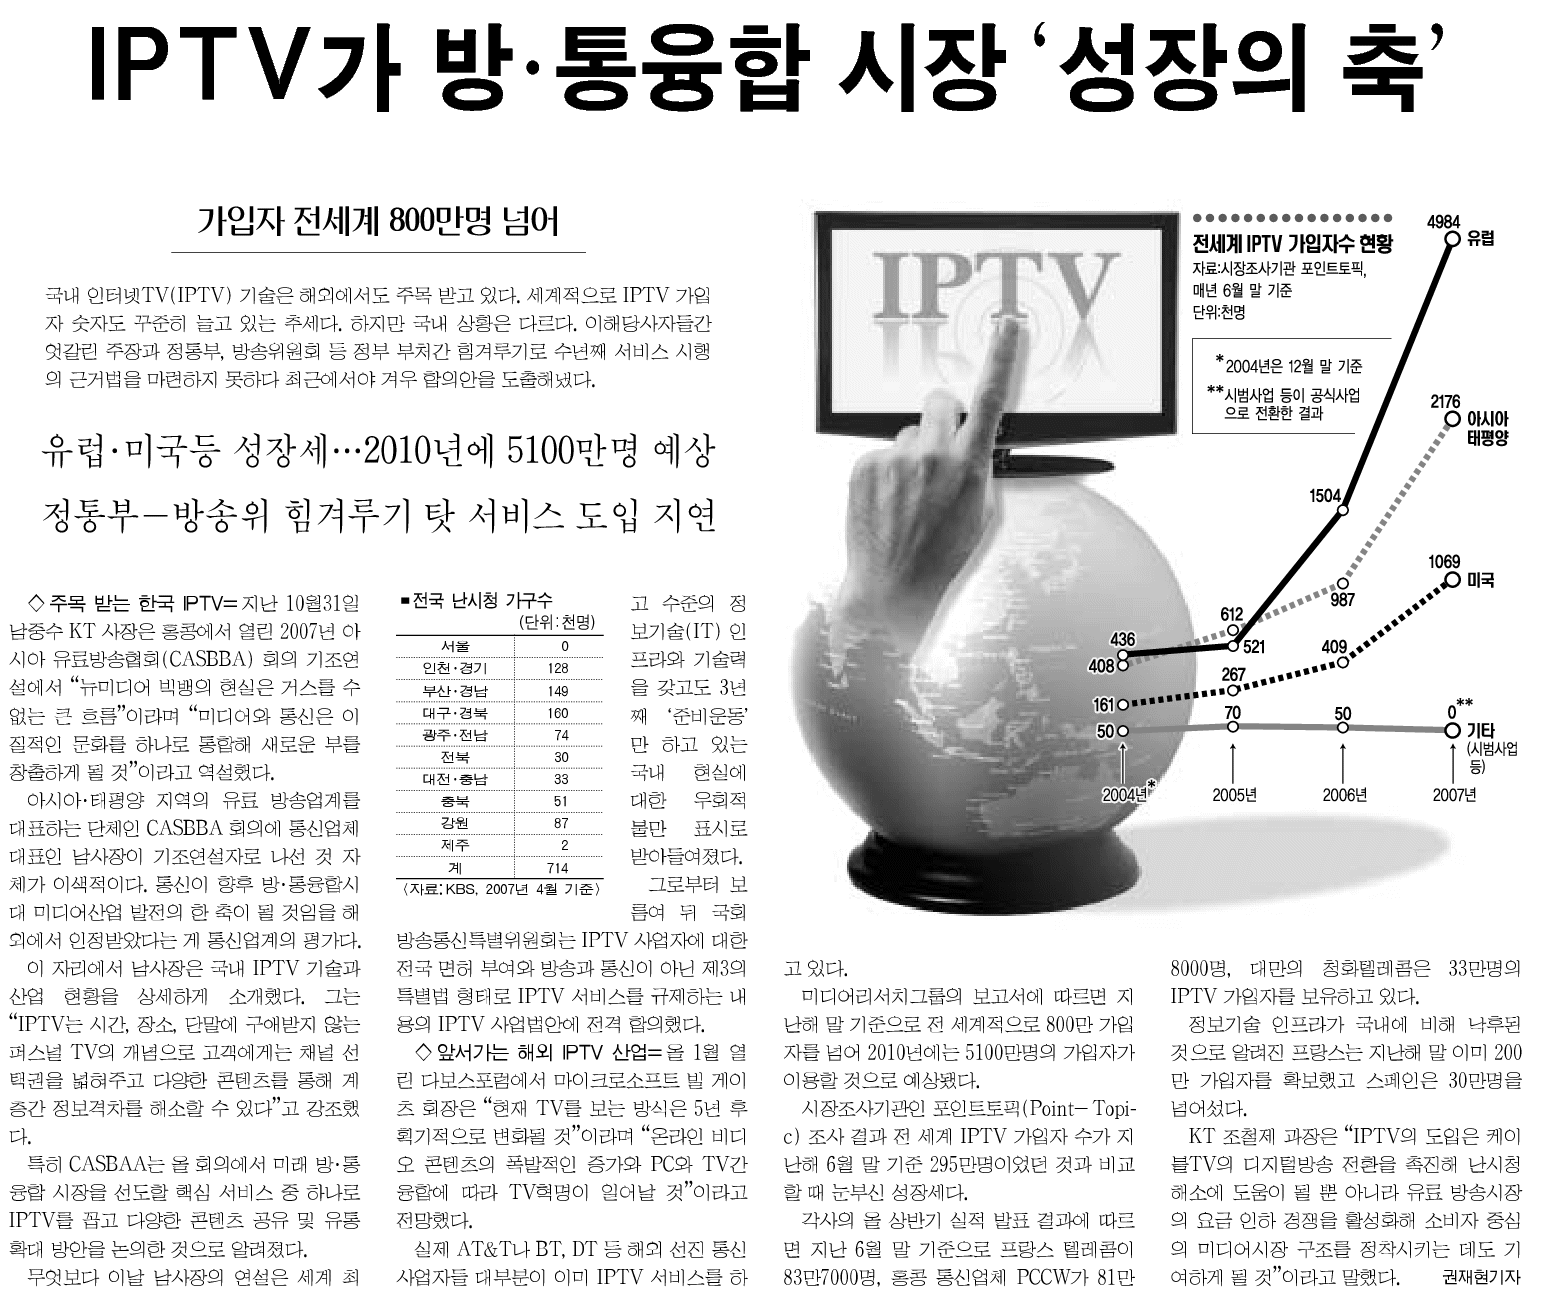 IPTV가 방·통융합 시장 ‘성장의 축’
가입자 전세계 800만명 넘어
국내 인터넷TV(IPTV) 기술은 해외에서도 주목 받고 있다. 세계적으로 IPTV 가입
자 숫자도 꾸준히 늘고 있는 추세다. 하지만 국내 상황은 다르다. 이해당사자들간
엇갈린 주장과 정통부, 방송위원회 등 정부 부처간 힘겨루기로 수년째 서비스 시행
의 근거법을 마련하지 못하다 최근에서야 겨우 합의안을 도출해냈다.
유럽·미국등 성장세…2010년에 5100만명 예상
정통부–방송위 힘겨루기 탓 서비스 도입 지연
◇주목 받는 한국 IPTV=지난 10월31일
남중수 KT 사장은 홍콩에서 열린 2007년 아
시아 유료방송협회(CASBBA) 회의 기조연
설에서 “뉴미디어 빅뱅의 현실은 거스를 수
없는 큰 흐름”이라며 “미디어와 통신은 이
질적인 문화를 하나로 통합해 새로운 부를
창출하게 될 것”이라고 역설했다.
아시아·태평양 지역의 유료 방송업계를
대표하는 단체인 CASBBA 회의에 통신업체
대표인 남사장이 기조연설자로 나선 것 자
체가 이색적이다. 통신이 향후 방·통융합시
대 미디어산업 발전의 한 축이 될 것임을 해
외에서 인정받았다는 게 통신업계의 평가다.
이 자리에서 남사장은 국내 IPTV 기술과
산업 현황을 상세하게 소개했다. 그는
“IPTV는 시간, 장소, 단말에 구애받지 않는
퍼스널 TV의 개념으로 고객에게는 채널 선
택권을 넓혀주고 다양한 콘텐츠를 통해 계
층간 정보격차를 해소할 수 있다”고 강조했
다.
특히 CASBAA는 올 회의에서 미래 방·통
융합 시장을 선도할 핵심 서비스 중 하나로
IPTV를 꼽고 다양한 콘텐츠 공유 및 유통
확대 방안을 논의한 것으로 알려졌다.
무엇보다 이날 남사장의 연설은 세계 최
■전국 난시청 가구수
(단위:천명)
서울 0
인천·경기 128
부산·경남 149
대구·경북 160
광주·전남 74
전북 30
대전·충남 33
충북 51
강원 87
제주 2
계 714
〈자료:KBS, 2007년 4월 기준〉
고 수준의 정
보기술(IT) 인
프라와 기술력
을 갖고도 3년
째 ‘준비운동’
만 하고 있는
국내 현실에
대한 우회적
불만 표시로
받아들여졌다.
그로부터 보
름여 뒤 국회
방송통신특별위원회는 IPTV 사업자에 대한
전국 면허 부여와 방송과 통신이 아닌 제3의
특별법 형태로 IPTV 서비스를 규제하는 내
용의 IPTV 사업법안에 전격 합의했다.
◇앞서가는 해외 IPTV 산업=올 1월 열
린 다보스포럼에서 마이크로소프트 빌 게이
츠 회장은 “현재 TV를 보는 방식은 5년 후
획기적으로 변화될 것”이라며 “온라인 비디
오 콘텐츠의 폭발적인 증가와 PC와 TV간
융합에 따라 TV혁명이 일어날 것”이라고
전망했다.
실제 AT&T나 BT, DT 등 해외 선진 통신
사업자들 대부분이 이미 IPTV 서비스를 하
IPTV
전세계 IPTV 가입자수 현황
자료:시장조사기관 포인트토픽,
매년 6월 말 기준
단위:천명
*2004년은 12월 말 기준
**시범사업 등이 공식사업
으로 전환한 결과
4984 유럽
2176 아시아
태평양
1504
987
1069 미국
612
521
436
408
409
267
161
50 70 50 0** 기타
(시범사업
등)
2004년* 2005년 2006년 2007년
고 있다.
미디어리서치그룹의 보고서에 따르면 지
난해 말 기준으로 전 세계적으로 800만 가입
자를 넘어 2010년에는 5100만명의 가입자가
이용할 것으로 예상됐다.
시장조사기관인 포인트토픽(Point–Topi-
c) 조사 결과 전 세계 IPTV 가입자 수가 지
난해 6월 말 기준 295만명이었던 것과 비교
할 때 눈부신 성장세다.
각사의 올 상반기 실적 발표 결과에 따르
면 지난 6월 말 기준으로 프랑스 텔레콤이
83만7000명, 홍콩 통신업체 PCCW가 81만
8000명, 대만의 청화텔레콤은 33만명의
IPTV 가입자를 보유하고 있다.
정보기술 인프라가 국내에 비해 낙후된
것으로 알려진 프랑스는 지난해 말 이미 200
만 가입자를 확보했고 스페인은 30만명을
넘어섰다.
KT 조철제 과장은 “IPTV의 도입은 케이
블TV의 디지털방송 전환을 촉진해 난시청
해소에 도움이 될 뿐 아니라 유료 방송시장
의 요금 인하 경쟁을 활성화해 소비자 중심
의 미디어시장 구조를 정착시키는 데도 기
여하게 될 것”이라고 말했다. 권재현기자